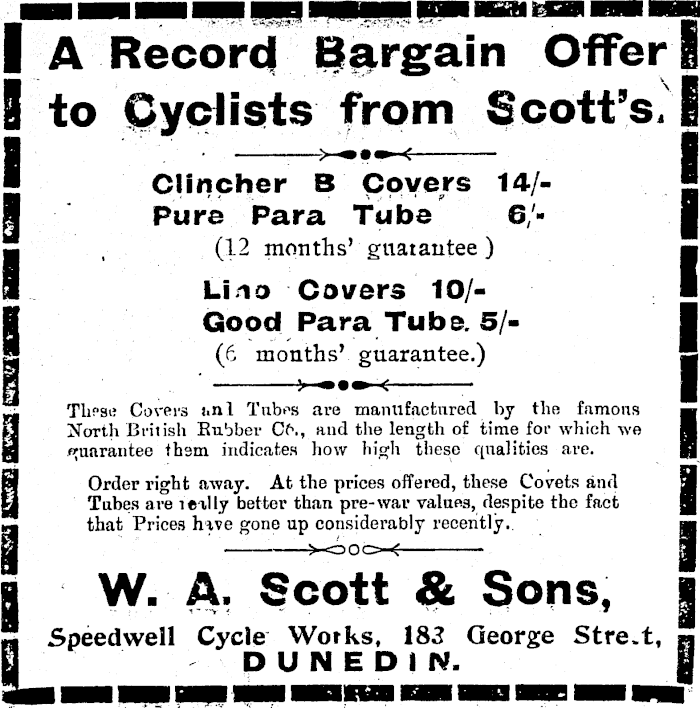 A Record Bargain Offer
to Cyclists from Scott's.
Clincher B Covers 14/-
Pure Para Tube 6/-
(12 months' guarantee)
Lino Covers 10/-
Good Para Tube. 5/-
(6 months' guarantee.)
These Covers and Tubes are manufactured by the famous
North British Rubber Co., and the length of time for which we
guarantee them indicates how high these qualities are.
Order right away. At the prices offered, these Covers and
Tubes are really better than pre-war values, despite the fact
that Prices have gone up considerably recently.
W. A. Scott & Sons,
Speedwell Cycle Works, 183 George Street,
DUNEDIN.